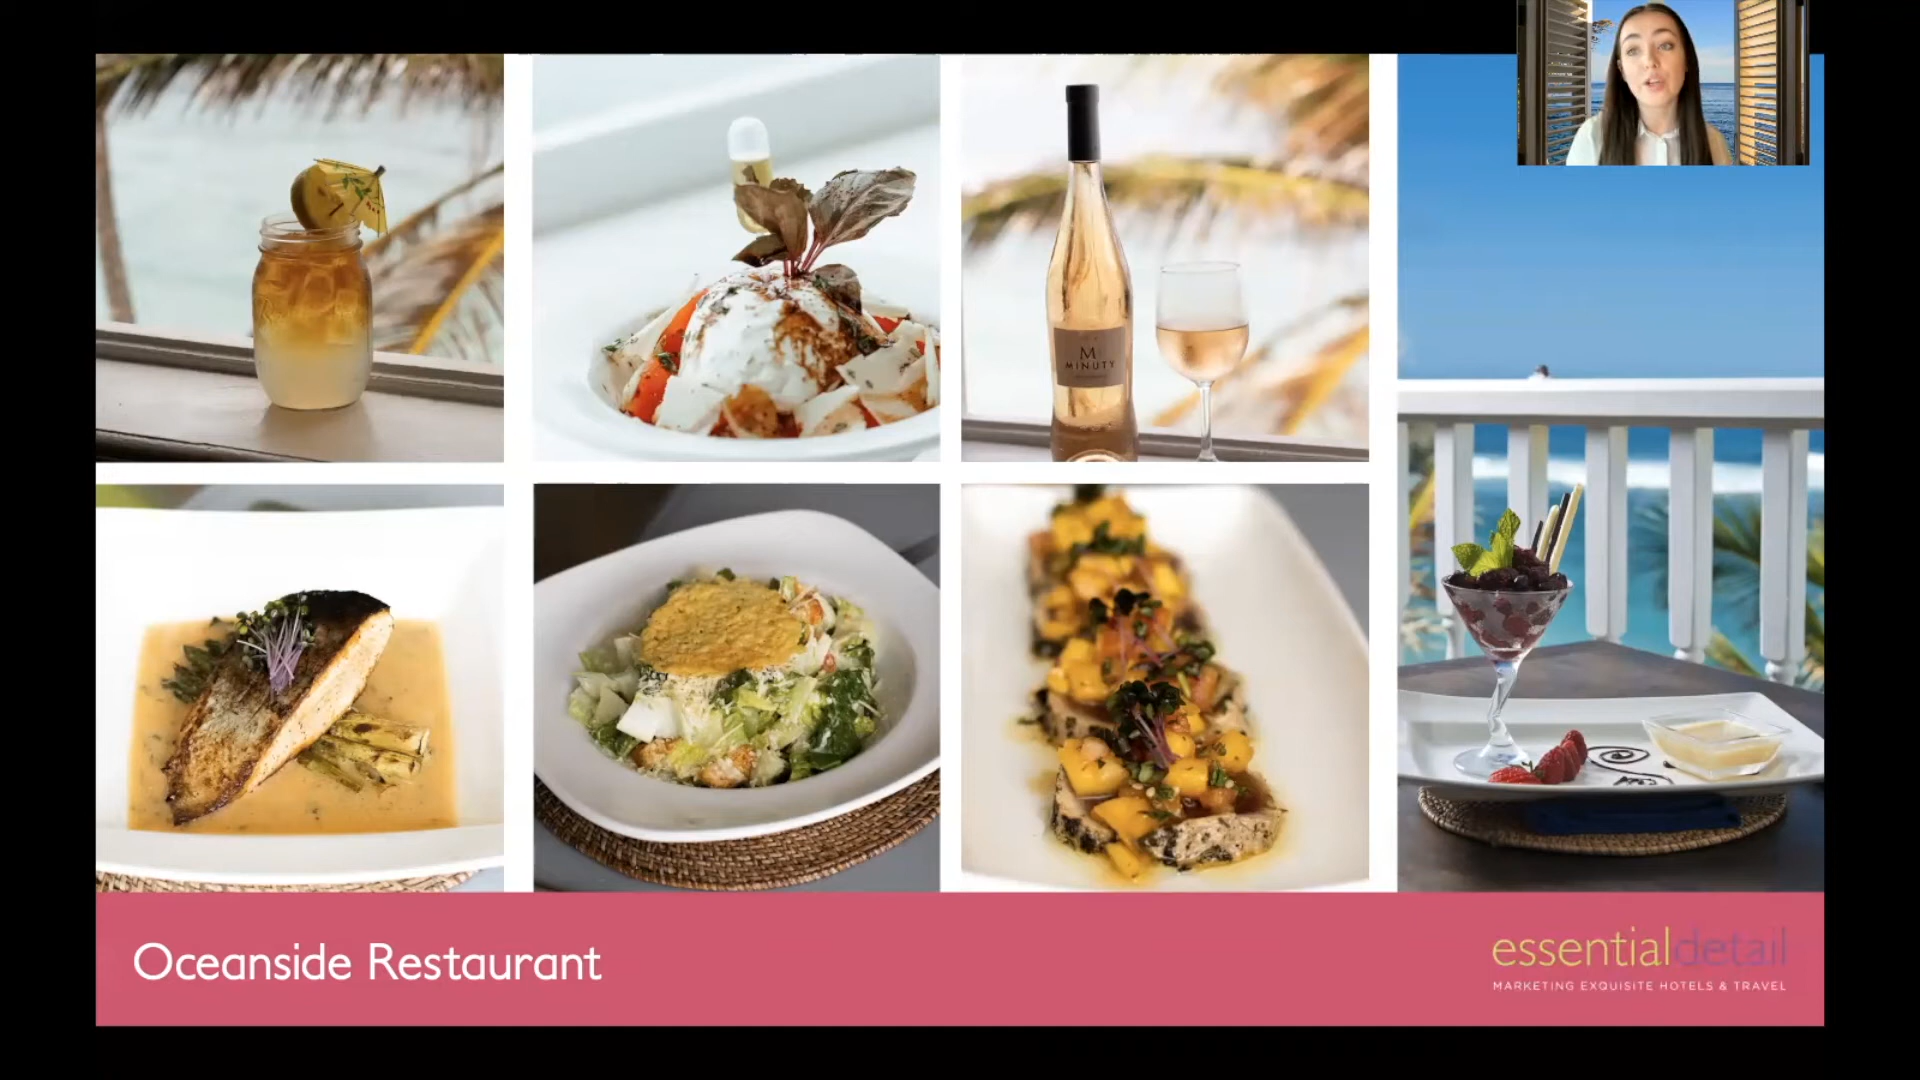 M
MINUTY
Oceanside Restaurant
essentialdetail
MARKETING EXQUISITE HOTELS & TRAVEL